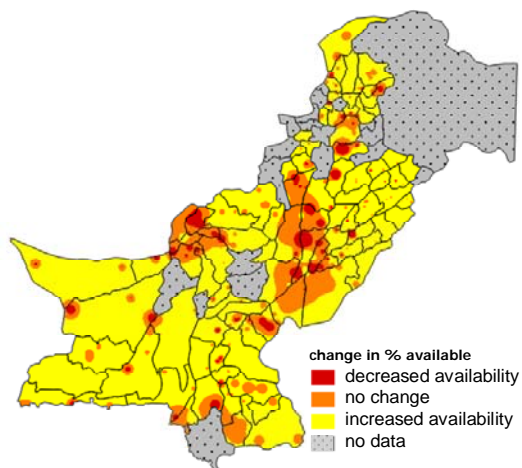 change in % available
decreased availability
no change
increased availability
no data